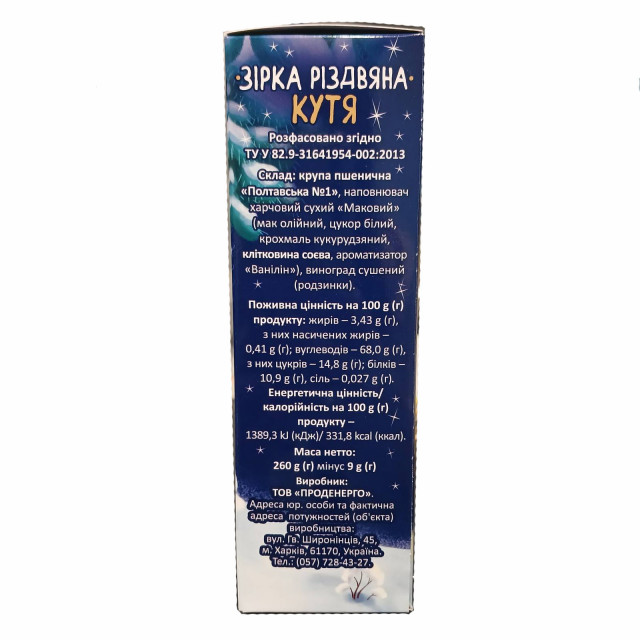 ·ЗІРКА РІЗДВЯНА·
КУТЯ
Розфасовано згідно
ТУ У 82.9-31641954-002:2013
Склад: крупа пшенична
«Полтавська №1», наповнювач
харчовий сухий «Маковий»
(мак олійний, цукор білий,
крохмаль кукурудзяний,
клітковина соєва, ароматизатор
«Ванілін»), виноград сушений
(родзинки).
Поживна цінність на 100 g (г)
продукту: жирів – 3,43 g (г),
з них насичених жирів –
0,41 g (г); вуглеводів – 68,0 g (г),
з них цукрів – 14,8 g (г); білків –
10,9 g (г), сіль – 0,027 g (г).
Енергетична цінність/
калорійність на 100 g (г)
продукту –
1389,3 kJ (кДж)/ 331,8 kcal (ккал).
Маса нетто:
260 g (г) мінус 9 g (г)
Виробник:
ТОВ «ПРОДЕНЕРГО».
Адреса юр. особи та фактична
адреса потужностей (об'єкта)
виробництва:
вул. Гв. Широнінців, 45,
м. Харків, 61170, Україна.
Тел.: (057) 728-43-27.